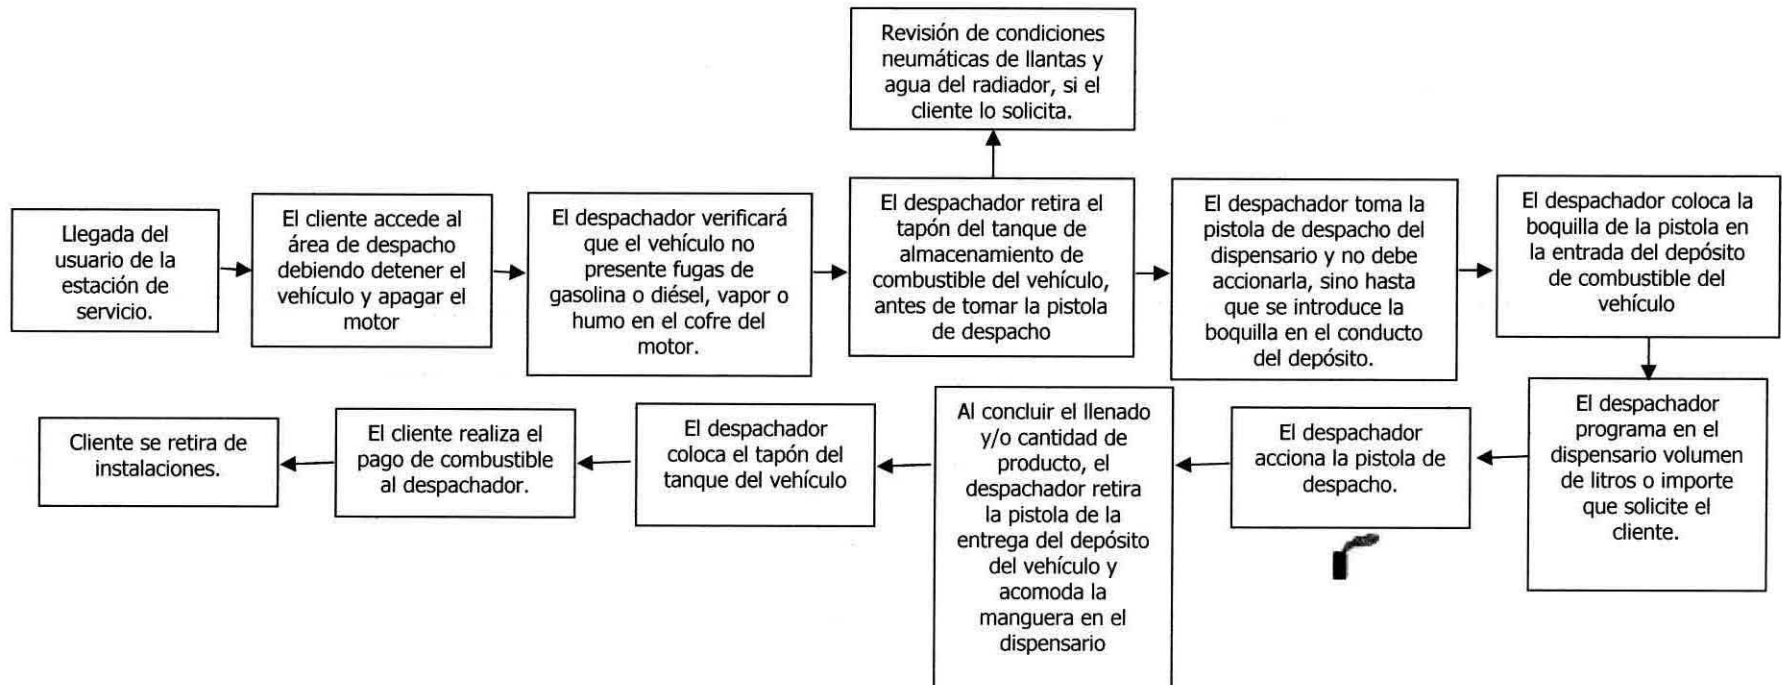 Revisión de condiciones
neumáticas de llantas y
agua del radiador, si el
cliente lo solicita.
Llegada del
usuario de la
estación de
servicio.
El cliente accede al
área de despacho
debiendo detener el
vehículo y apagar el
motor
El despachador verificará
que el vehículo no
presente fugas de
gasolina o diésel, vapor o
humo en el cofre del
motor.
El despachador retira el
tapón del tanque de
almacenamiento de
combustible del vehículo,
antes de tomar la pistola
de despacho
El despachador toma la
pistola de despacho del
dispensario y no debe
accionarla, sino hasta
que se introduce la
boquilla en el conducto
del depósito.
El despachador coloca la
boquilla de la pistola en
la entrada del depósito
de combustible del
vehículo
El despachador
programa en el
dispensario volumen
de litros o importe
que solicite el
cliente.
El despachador
acciona la pistola de
despacho.
Al concluir el llenado
y/o cantidad de
producto, el
despachador retira
la pistola de la
entrega del depósito
del vehículo y
acomoda la
manguera en el
dispensario
El despachador
coloca el tapón del
tanque del vehículo
El cliente realiza el
pago de combustible
al despachador.
Cliente se retira de
instalaciones.